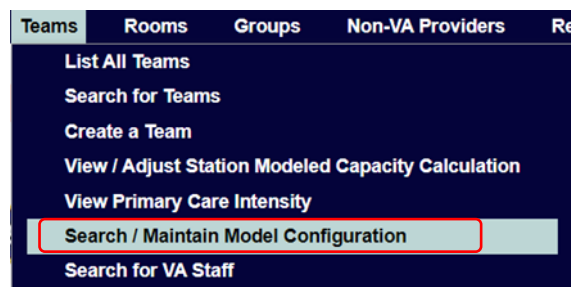 Teams Rooms Groups Non-VA Providers
List All Teams
Search for Teams
Create a Team
View / Adjust Station Modeled Capacity Calculation
View Primary Care Intensity
Search / Maintain Model Configuration
Search for VA Staff